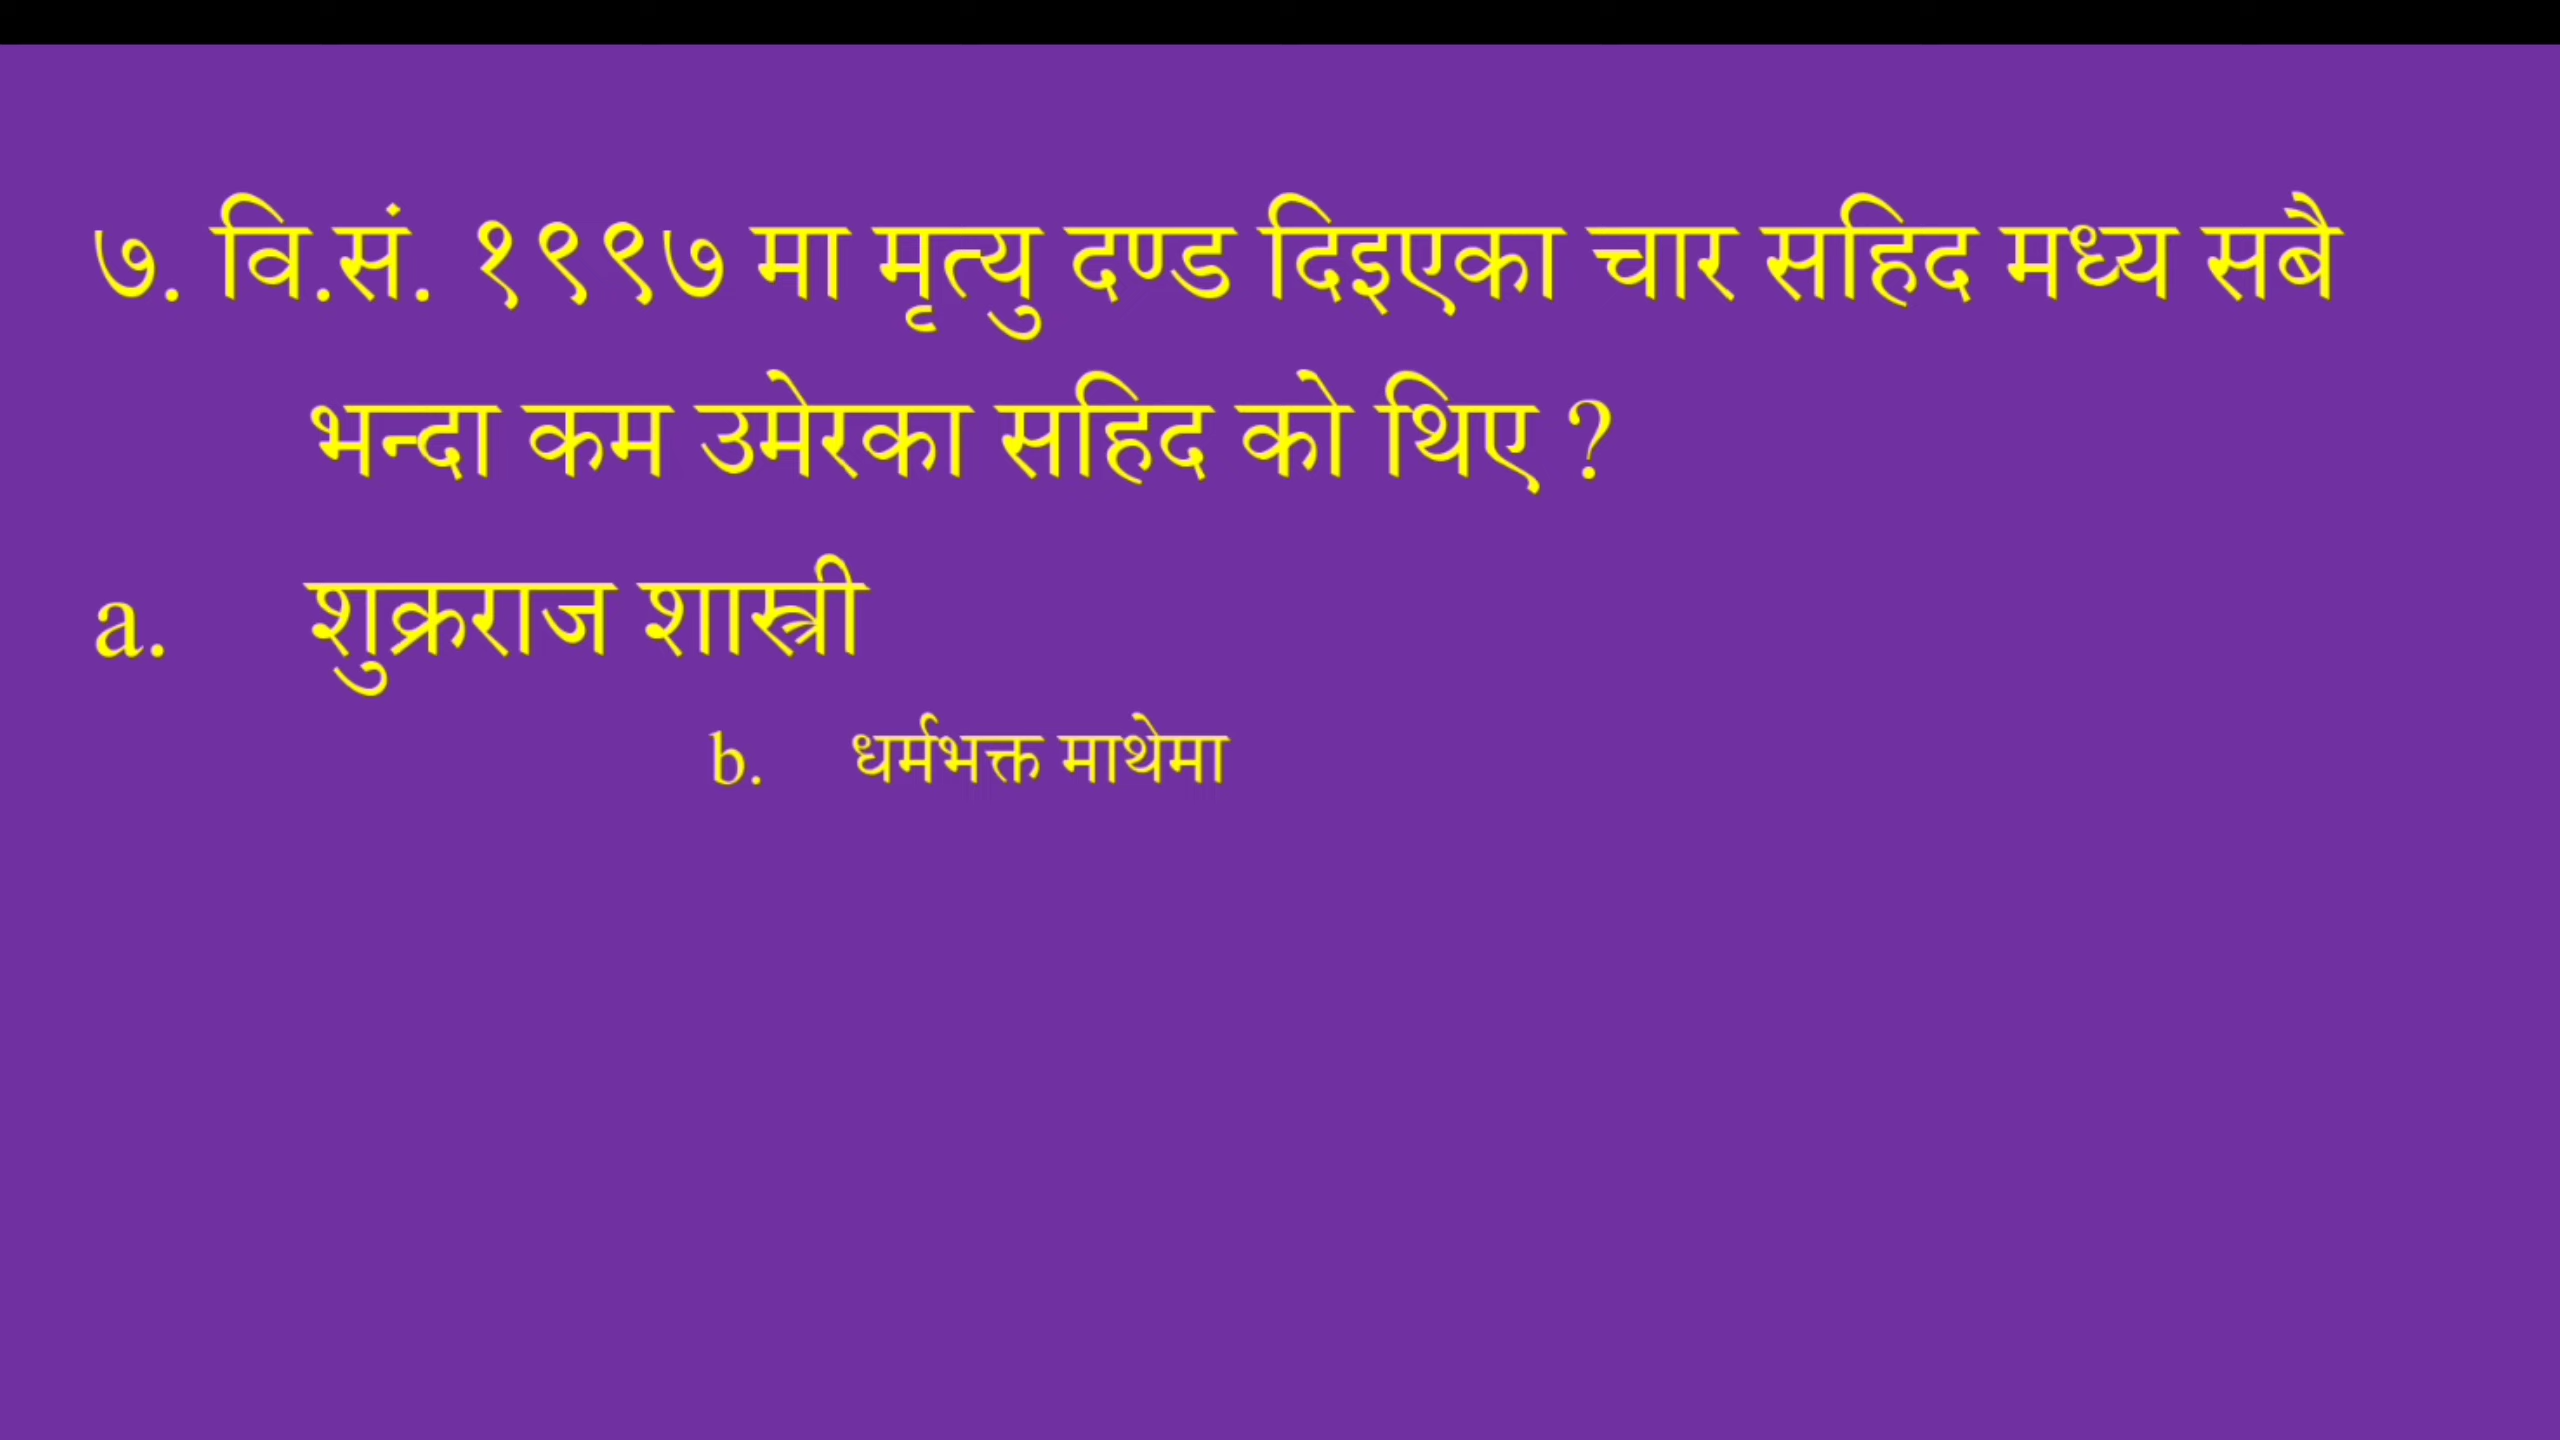 ७. वि.सं. १९९७ मा मृत्यु दण्ड दिइएका चार सहिद मध्य सबै
भन्दा कम उमेरका सहिद को थिए ?
a. शुक्रराज शास्त्री
b. धर्मभक्त माथेमा